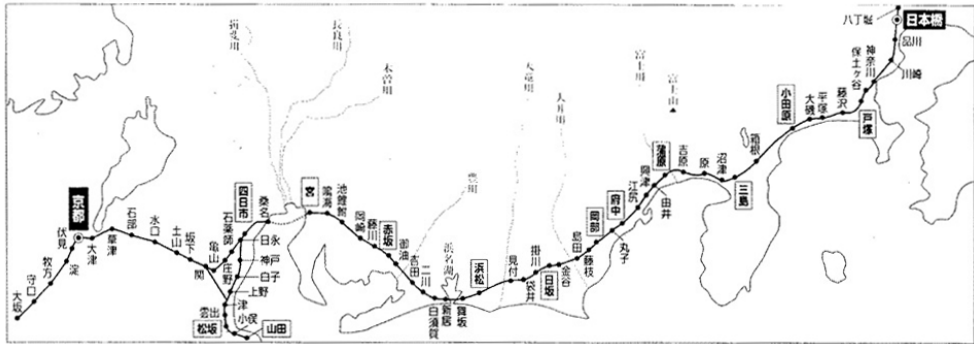 八丁堀
日本橋
品川
川崎
神奈川
保土ヶ谷
戸塚
藤沢
平塚
大磯
小田原
箱根
三島
沼津
原
吉原
富士山
富士川
蒲原
由井
興津
江尻
府中
丸子
岡部
藤枝
島田
大井川
金谷
日坂
掛川
袋井
見付
天竜川
浜松
舞坂
浜名湖
新居
白須賀
二川
豊川
吉田
御油
赤坂
藤川
岡崎
池鯉鮒
鳴海
宮
木曽川
長良川
揖斐川
桑名
四日市
日永
石薬師
庄野
亀山
神戸
白子
上野
津
雲出
松坂
小俣
山田
関
坂下
土山
水口
石部
草津
大津
京都
伏見
淀
牧方
守口
大坂